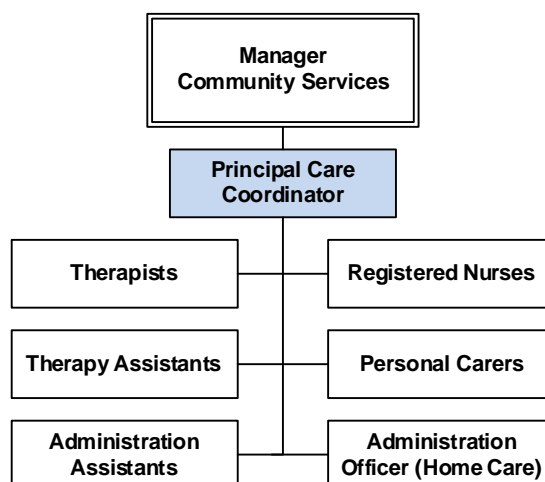 Manager
Community Services
Principal Care
Coordinator
Therapists
Registered Nurses
Therapy Assistants
Personal Carers
Administration
Assistants
Administration
Officer (Home Care)